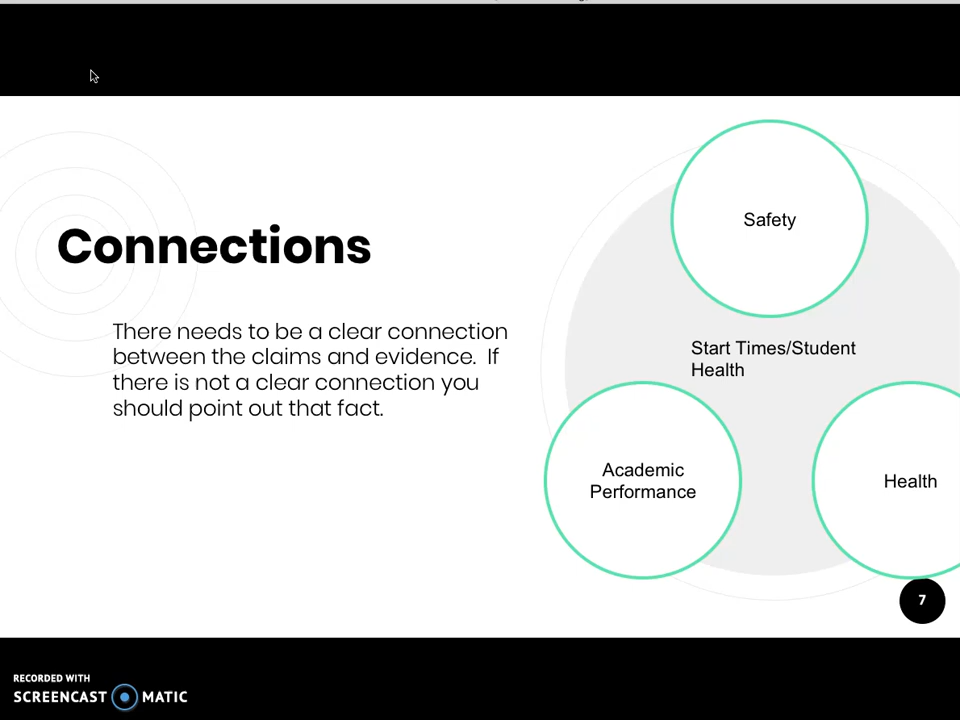 Connections
There needs to be a clear connection
between the claims and evidence.  If
there is not a clear connection you
should point out that fact.
Safety
Start Times/Student
Health
Academic
Performance
Health
7
RECORDED WITH
SCREENCAST MATIC